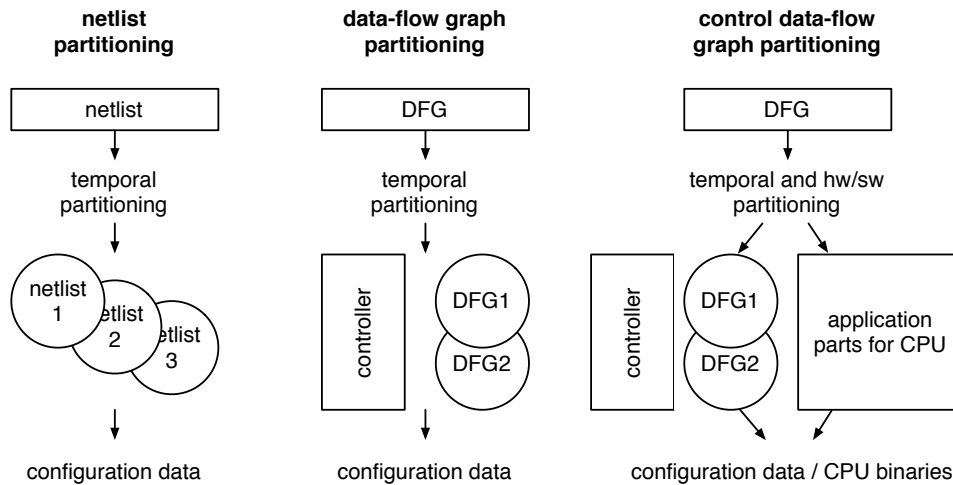 netlist
partitioning
netlist
temporal
partitioning
netlist
1
etlist
2
etlist
3
configuration data
data-flow graph
partitioning
DFG
temporal
partitioning
controller
DFG1
DFG2
configuration data
control data-flow
graph partitioning
DFG
temporal and hw/sw
partitioning
controller
DFG1
DFG2
application
parts for CPU
configuration data / CPU binaries